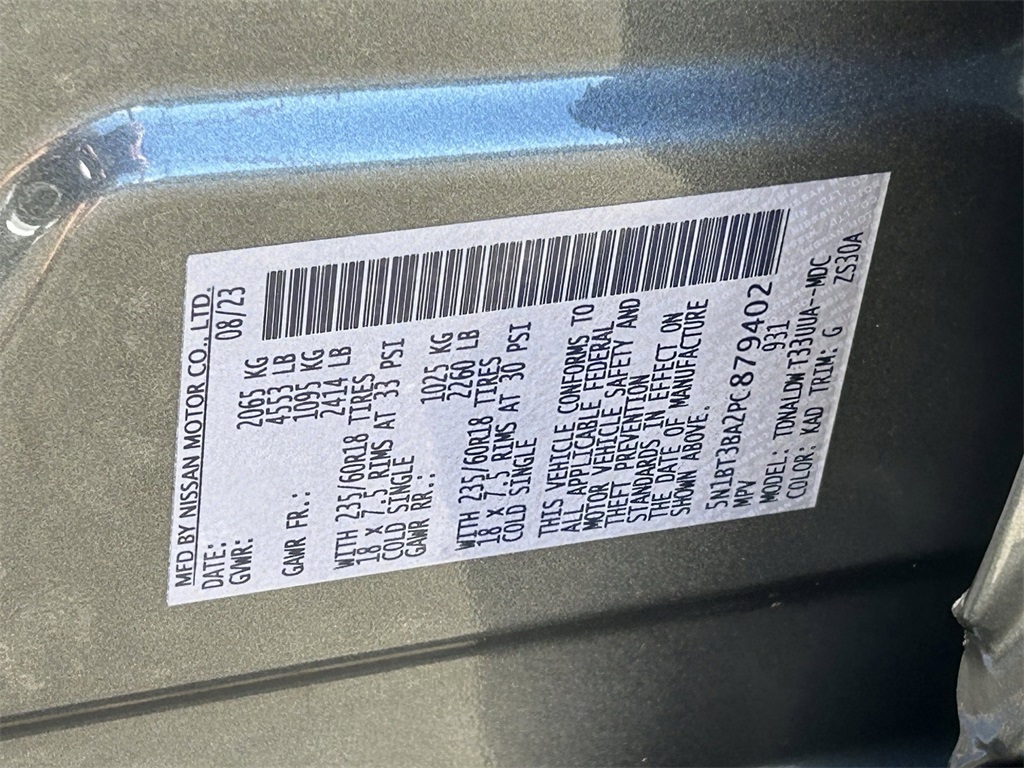 MFD BY NISSAN MOTOR CO., LTD.
DATE: 08/23
GVWR: 2065 KG
4553 LB
GAWR FR.: 1095 KG
2414 LB
WITH 235/60R18 TIRES
18 X 7.5 RIMS AT 33 PSI
COLD SINGLE
GAWR RR.: 1025 KG
2260 LB
WITH 235/60R18 TIRES
18 X 7.5 RIMS AT 30 PSI
COLD SINGLE
THIS VEHICLE CONFORMS TO
ALL APPLICABLE FEDERAL
MOTOR VEHICLE SAFETY AND
THEFT PREVENTION
STANDARDS IN EFFECT ON
THE DATE OF MANUFACTURE
SHOWN ABOVE.
5N1BT3BA2PC879402
MPV 931
MODEL: TDNALDW-T33UUA--MDC
COLOR: KAD TRIM: G ZS30A